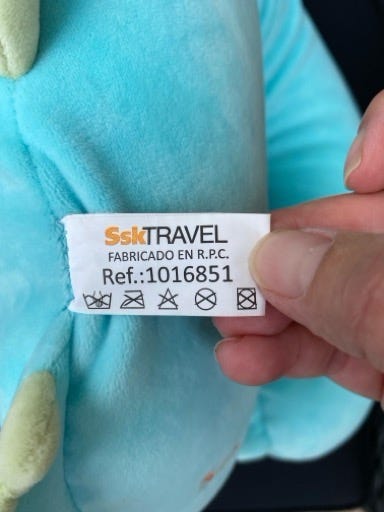 SskTRAVEL
FABRICADO EN R.P.C.
Ref.:1016851